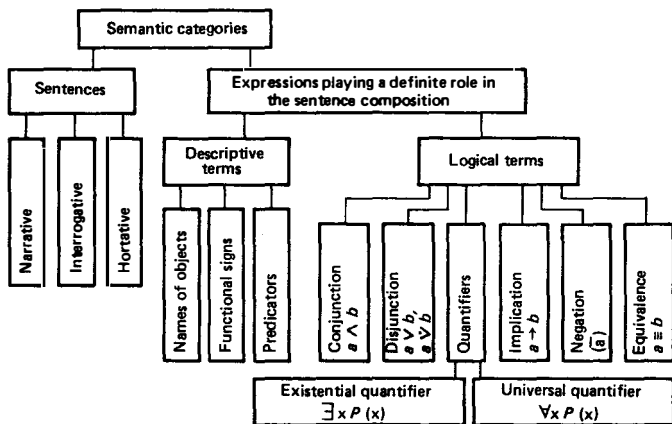 Semantic categories
Sentences
Expressions playing a definite role in
the sentence composition
Narrative
Interrogative
Hortative
Descriptive
terms
Logical terms
Names of objects
Functional signs
Predicators
Conjunction
a ∧ b
Disjunction
a ∨ b,
a ⩒ b
Quantifiers
Implication
a → b
Negation
(a̅)
Equivalence
a ≡ b
Existential quantifier
∃ x P (x)
Universal quantifier
∀x P (x)